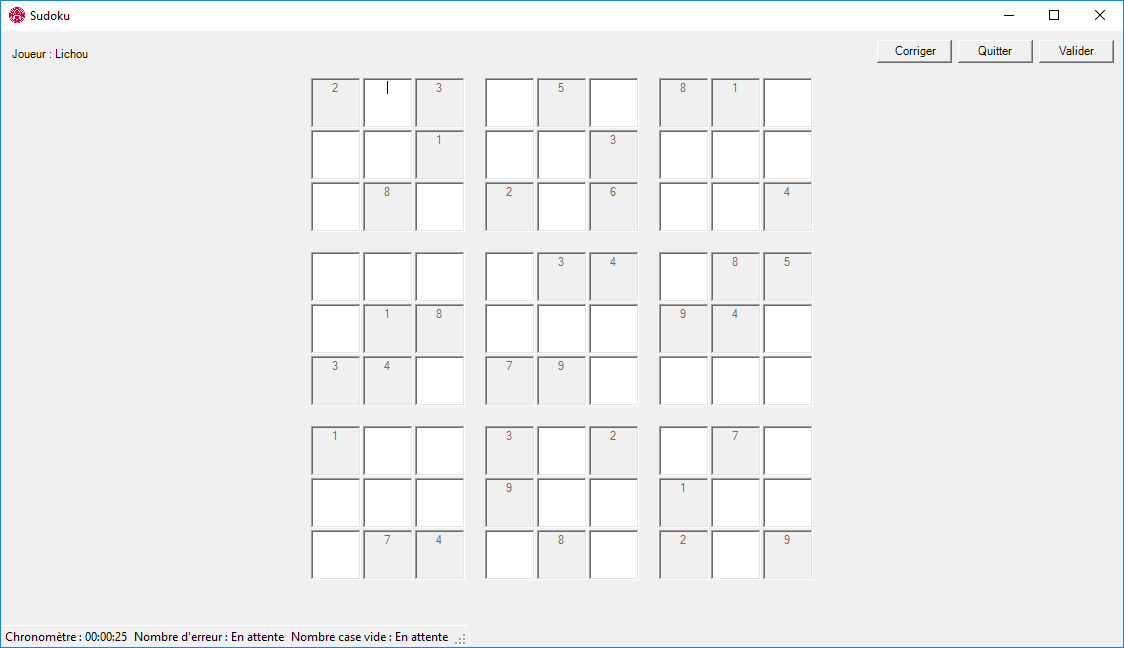 Sudoku
Joueur : Lichou
Corriger Quitter Valider
2 3 5 8 1
1 3
8 2 6 4
3 4 8 5
1 8 9 4
3 4 7 9
1 3 2 7
9 1
7 4 8 2 9
Chronomètre : 00:00:25 Nombre d'erreur : En attente Nombre case vide : En attente